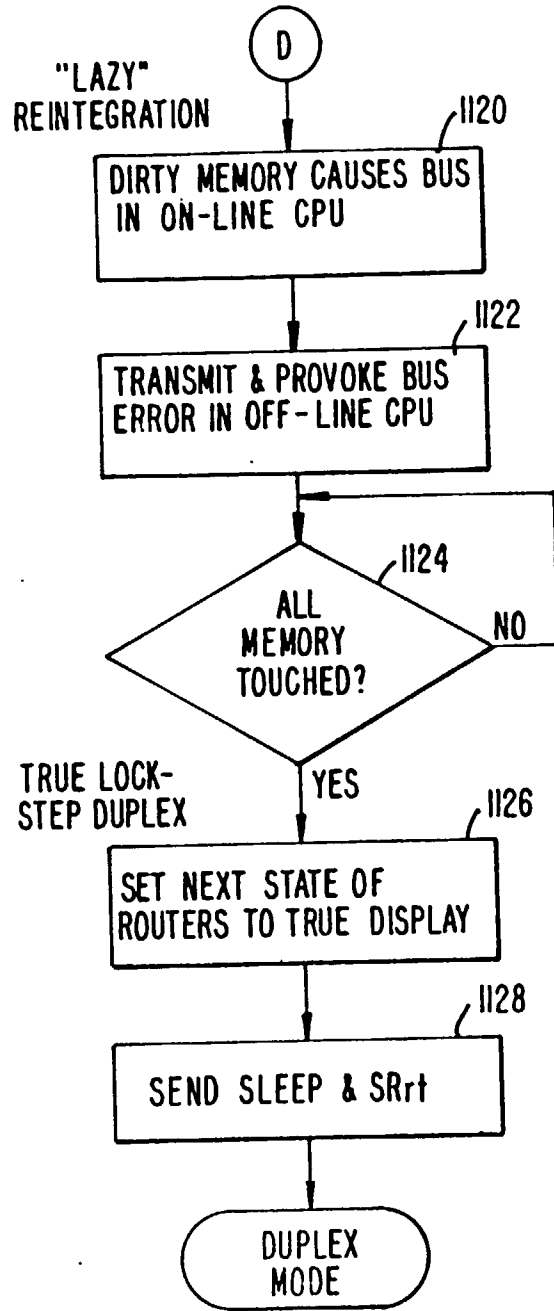 D
"LAZY"
REINTEGRATION
1120
DIRTY MEMORY CAUSES BUS
IN ON-LINE CPU
1122
TRANSMIT & PROVOKE BUS
ERROR IN OFF-LINE CPU
1124
ALL
MEMORY
TOUCHED?
NO
YES
TRUE LOCK-
STEP DUPLEX
1126
SET NEXT STATE OF
ROUTERS TO TRUE DISPLAY
1128
SEND SLEEP & SRrt
DUPLEX
MODE